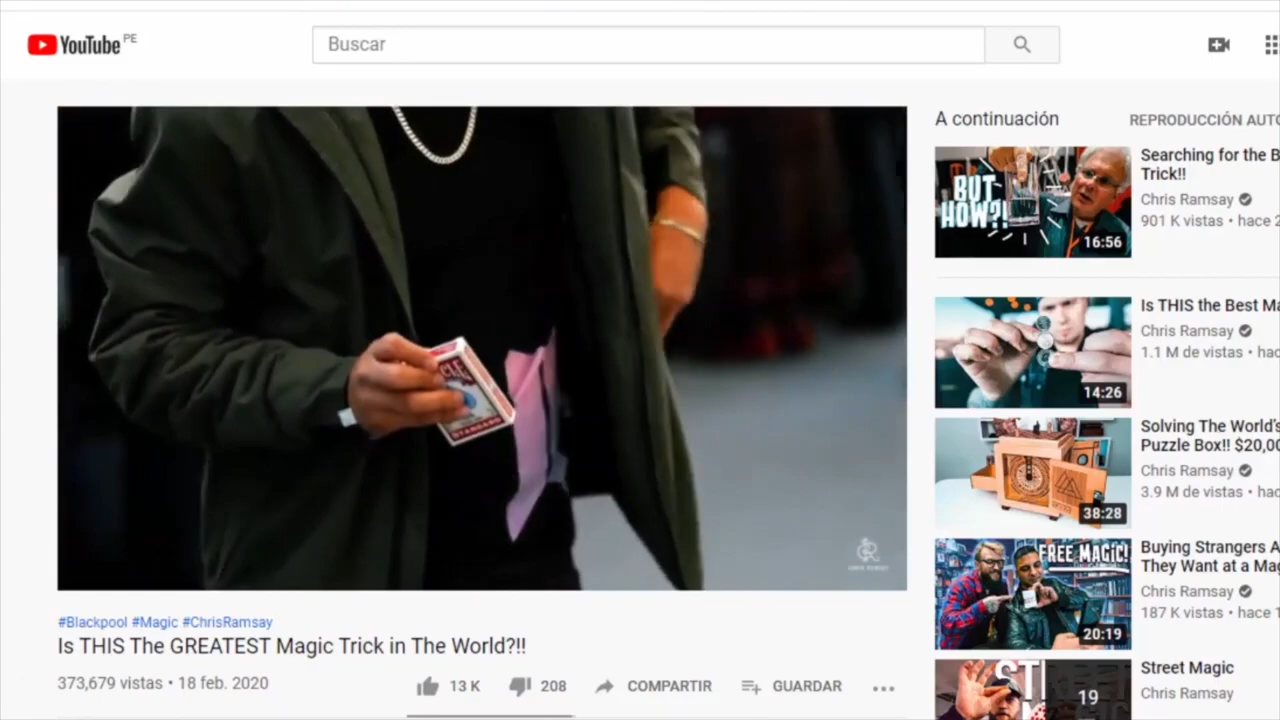 YouTube PE
Buscar
CLE
STANDARD
CHRIS RAMSAY
#Blackpool #Magic #ChrisRamsay
Is THIS The GREATEST Magic Trick in The World?!!
373,679 vistas • 18 feb. 2020
13 K
208
COMPARTIR
GUARDAR
A continuación
REPRODUCCIÓN AUTO
BUT
HOW?!
16:56
Searching for the B
Trick!!
Chris Ramsay
901 K vistas • hace 2
14:26
Is THIS the Best Ma
Chris Ramsay
1.1 M de vistas • hac
38:28
Solving The World's
Puzzle Box!! $20,00
Chris Ramsay
3.9 M de vistas • hac
FREE MAGIC!
20:19
Buying Strangers A
They Want at a Mag
Chris Ramsay
187 K vistas • hace 1
19
Street Magic
Chris Ramsay